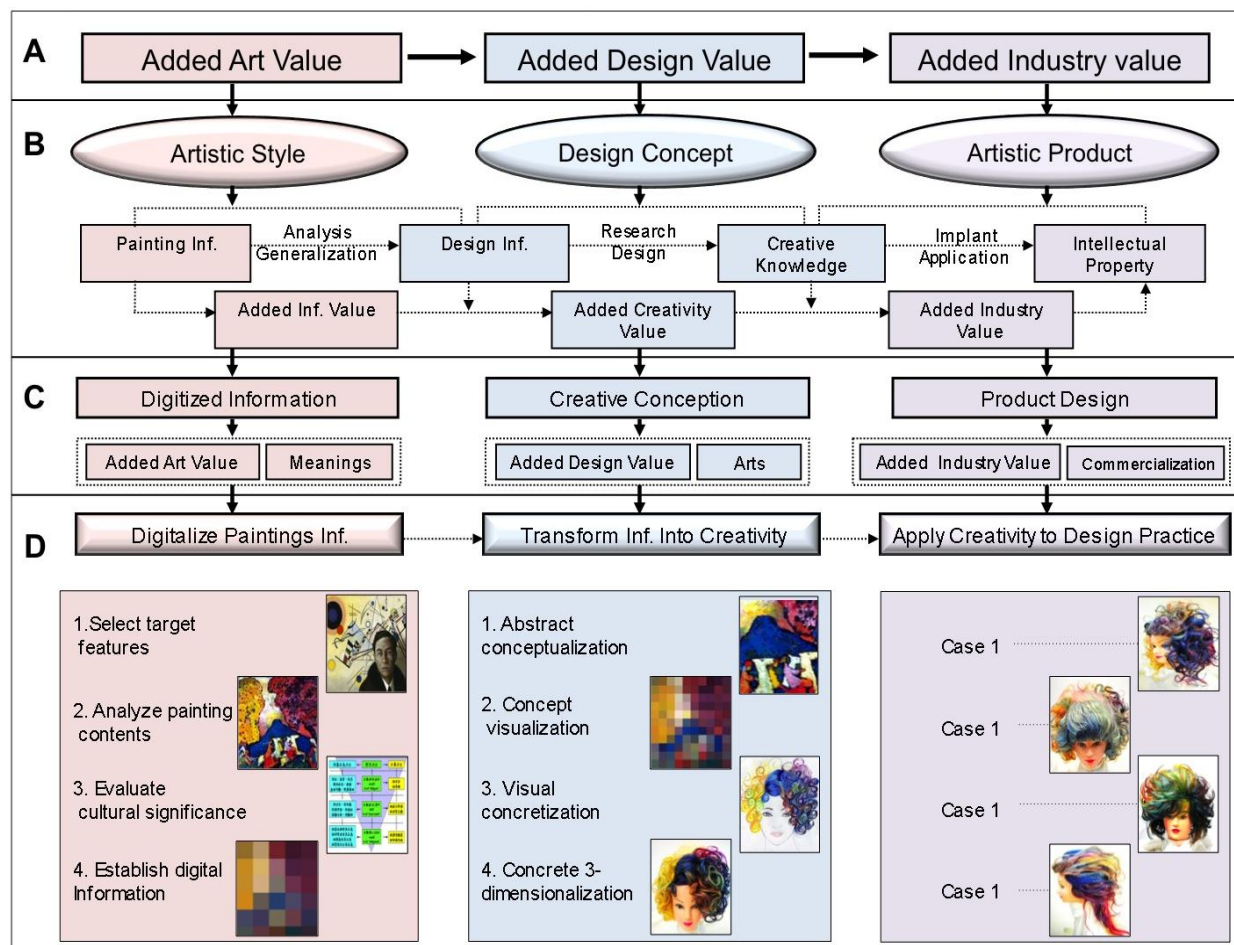 A
Added Art Value
Added Design Value
Added Industry value
B
Artistic Style
Design Concept
Artistic Product
Painting Inf.
Analysis
Generalization
Design Inf.
Research
Design
Creative
Knowledge
Implant
Application
Intellectual
Property
Added Inf. Value
Added Creativity
Value
Added Industry
Value
C
Digitized Information
Creative Conception
Product Design
Added Art Value
Meanings
Added Design Value
Arts
Added Industry Value
Commercialization
D
Digitalize Paintings Inf.
Transform Inf. Into Creativity
Apply Creativity to Design Practice
1.Select target
features
2. Analyze painting
contents
3. Evaluate
cultural significance
4. Establish digital
Information
1. Abstract
conceptualization
2. Concept
visualization
3. Visual
concretization
4. Concrete 3-
dimensionalization
Case 1
Case 1
Case 1
Case 1